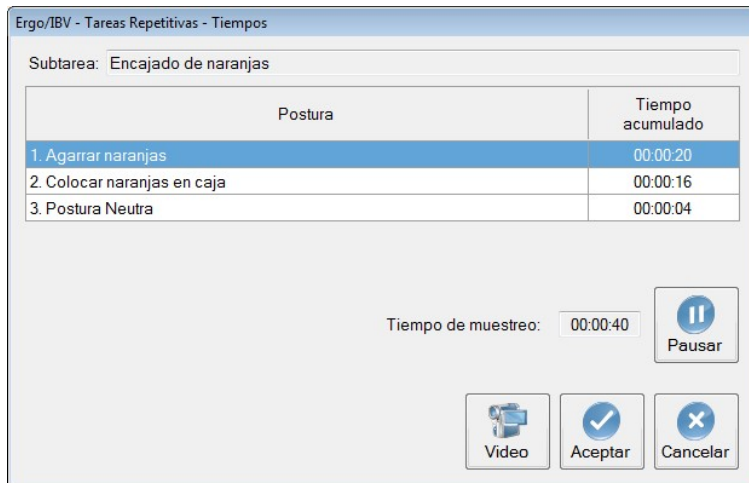 Ergo/IBV - Tareas Repetitivas - Tiempos
Subtarea: Encajado de naranjas
Postura Tiempo acumulado
1. Agarrar naranjas 00:00:20
2. Colocar naranjas en caja 00:00:16
3. Postura Neutra 00:00:04
Tiempo de muestreo: 00:00:40
Pausar
Video Aceptar Cancelar